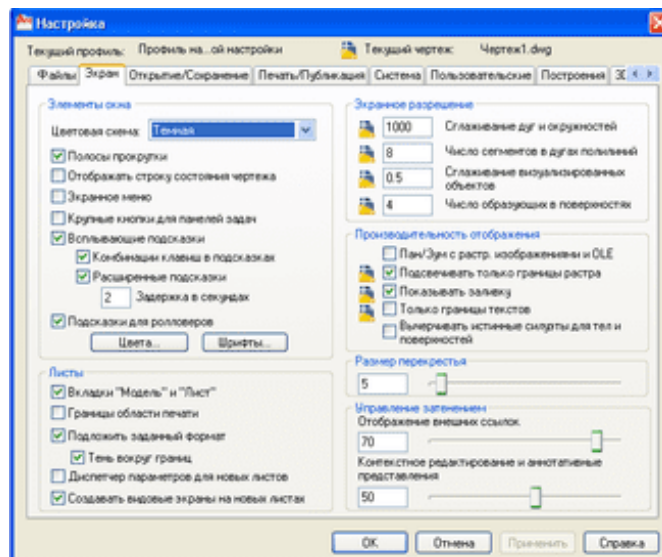 Настройка
Текущий профиль: Профиль на...ой настройки Текущий чертеж: Чертеж1.dwg
Файлы Экран Открытие/Сохранение Печать/Публикация Система Пользовательские Построения 3D
Элементы окна
Цветовая схема: Темная
Полосы прокрутки
Отображать строку состояния чертежа
Экранное меню
Крупные кнопки для панелей задач
Всплывающие подсказки
Комбинации клавиш в подсказках
Расширенные подсказки
2 Задержка в секундах
Подсказки для ролловеров
Цвета... Шрифты...
Листы
Вкладки "Модель" и "Лист"
Границы области печати
Подложить заданный формат
Тень вокруг границ
Диспетчер параметров для новых листов
Создавать видовые экраны на новых листах
Экранное разрешение
1000 Сглаживание дуг и окружностей
8 Число сегментов в дугах полилиний
0.5 Сглаживание визуализированных
объектов
4 Число образующих в поверхностях
Производительность отображения
Пан/Зум с растр. изображениями и OLE
Подсвечивать только границы растра
Показывать заливку
Только границы текстов
Вычерчивать истинные силуэты для тел и
поверхностей
Размер перекрестья
5
Управление затенением
Отображение внешних ссылок.
70
Контекстное редактирование и аннотативные
представления
50
OK Отмена Применить Справка